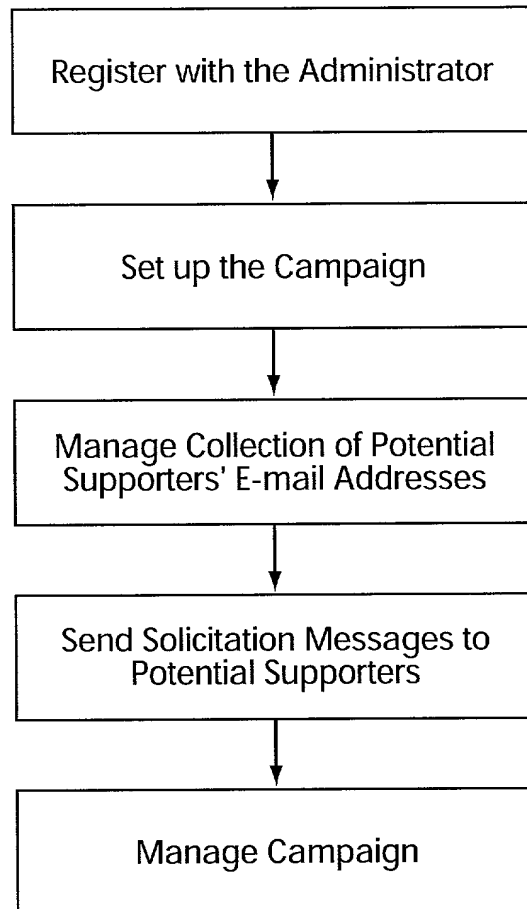 Register with the Administrator
Set up the Campaign
Manage Collection of Potential
Supporters' E-mail Addresses
Send Solicitation Messages to
Potential Supporters
Manage Campaign